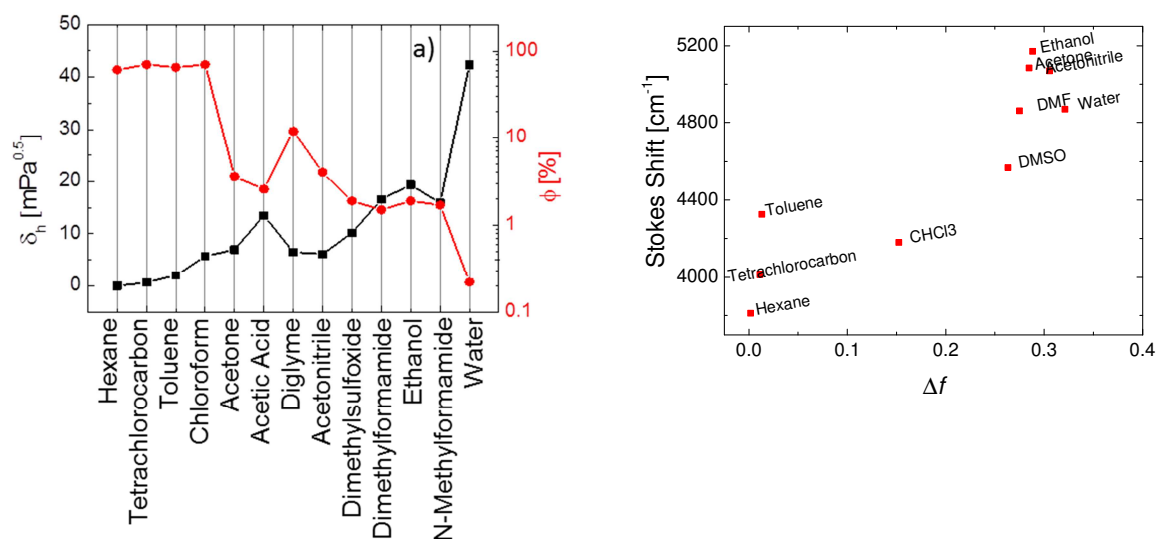 a)
δh [mPa^0.5]
50
40
30
20
10
0
ϕ [%]
100
10
1
0.1
Hexane
Tetrachlorocarbon
Toluene
Chloroform
Acetone
Acetic Acid
Diglyme
Acetonitrile
Dimethylsulfoxide
Dimethylformamide
Ethanol
N-Methylformamide
Water
Stokes Shift [cm⁻¹]
5200
4800
4400
4000
Ethanol
Acetone
Acetonitrile
DMF
Water
DMSO
Toluene
CHCl3
Tetrachlorocarbon
Hexane
0.0
0.1
0.2
0.3
0.4
Δf